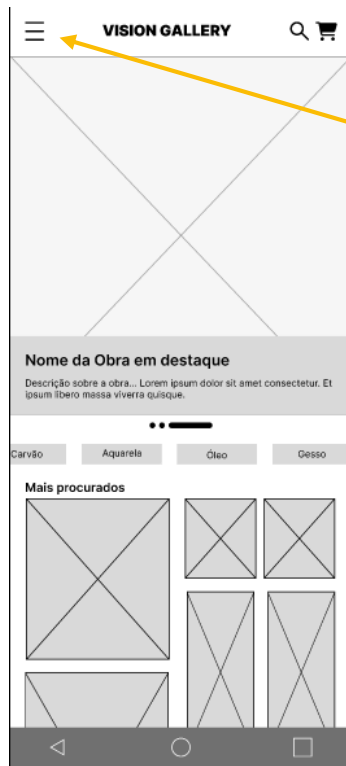 VISION GALLERY
Nome da Obra em destaque
Descrição sobre a obra... Lorem ipsum dolor sit amet consectetur. Et
ipsum libero massa viverra quisque.
Carvão Aquarela Óleo Gesso
Mais procurados